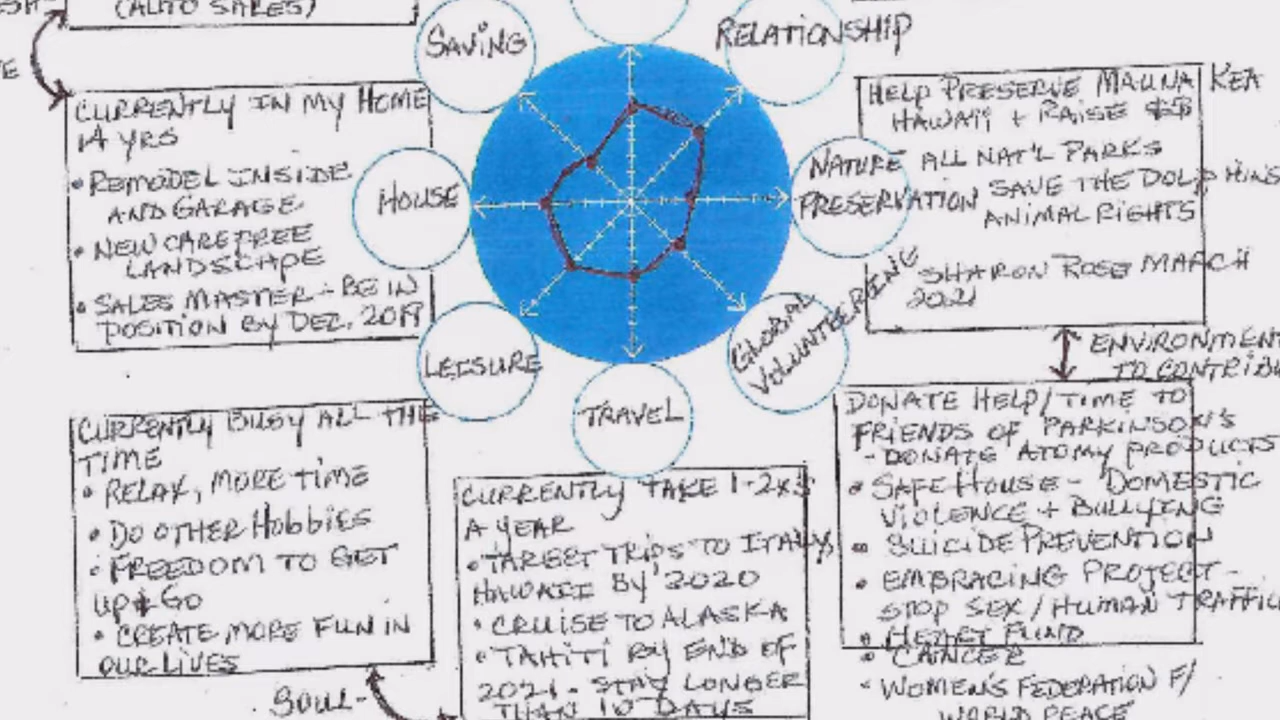 (AUTO SALES)
SAVING
RELATIONSHIP
CURRENTLY IN MY HOME
14 YRS
• REMODEL INSIDE
AND GARAGE
• NEW CAREFREE
LANDSCAPE
• SALES MASTER - BE IN
POSITION BY DEC. 2019
HOUSE
HELP PRESERVE MAUNA KEA
HAWAII + RAISE $$
NATURE
PRESERVATION
ALL NAT'L PARKS
SAVE THE DOLPHINS
ANIMAL RIGHTS
SHARON ROSE MARCH
2021
LEISURE
TRAVEL
GLOBAL
VOLUNTEERING
ENVIRONMENT
TO CONTRIBU
CURRENTLY BUSY ALL THE
TIME
• RELAX, MORE TIME
• DO OTHER HOBBIES
• FREEDOM TO GET
UP & GO
• CREATE MORE FUN IN
OUR LIVES
SOUL-
CURRENTLY TAKE 1-2X'S
A YEAR
• TARGET TRIPS TO ITALY,
HAWAII BY 2020
• CRUISE TO ALASKA
• TAHITI BY END OF
2021 - STAY LONGER
THAN 10 DAYS
DONATE HELP/TIME TO
FRIENDS OF PARKINSON'S
- DONATE ATOMY PRODUCTS
• SAFE HOUSE - DOMESTIC
VIOLENCE + BULLYING
• SUICIDE PREVENTION
• EMBRACING PROJECT -
STOP SEX/HUMAN TRAFFIC
• HEART FUND
• CANCER
• WOMEN'S FEDERATION F/
WORLD PEACE